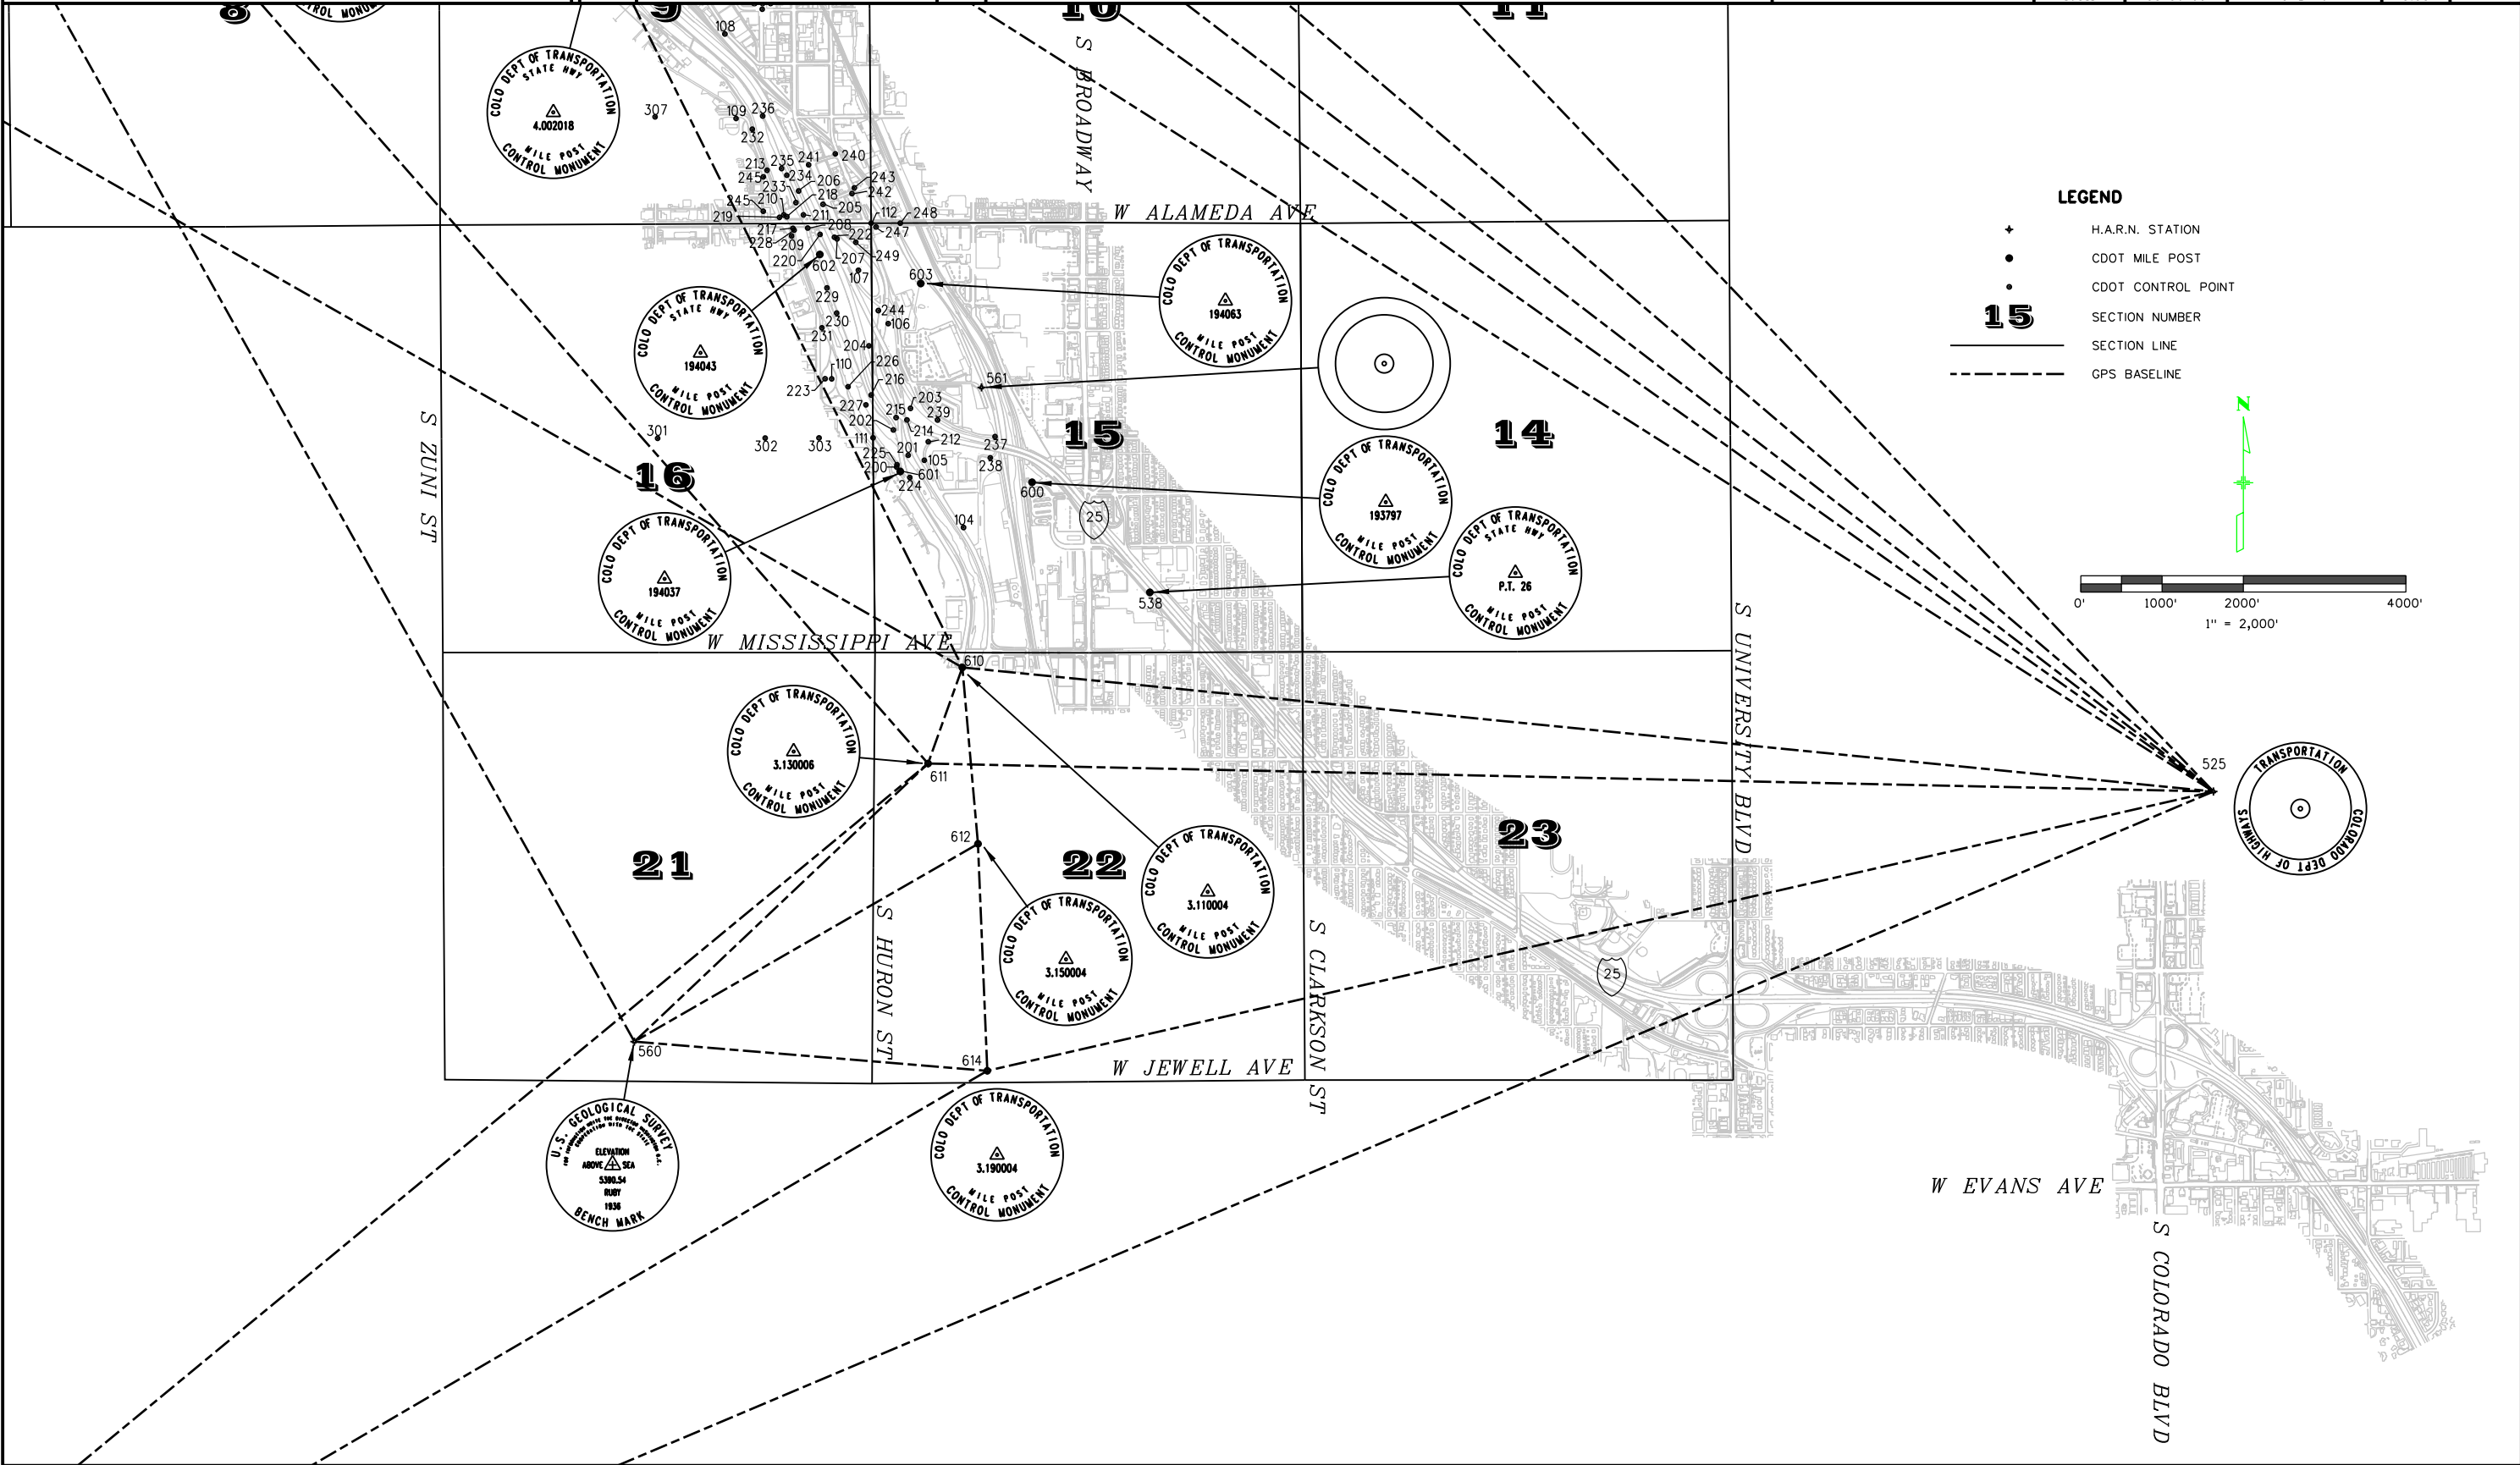 8
9
10
11
ROL MONUM
108
S BROADWAY
COLO DEPT OF TRANSPORTATION
STATE HWY
4.002018
MILE POST
CONTROL MONUMENT
307
109
236
232
213
235
241
240
245
234
233
206
243
242
245
210
218
205
219
211
112
248
W ALAMEDA AVE
217
208
222
247
228
209
207
249
220
602
107
603
229
COLO DEPT OF TRANSPORTATION
194063
MILE POST
CONTROL MONUMENT
COLO DEPT OF TRANSPORTATION
STATE HWY
194043
MILE POST
CONTROL MONUMENT
244
230
106
231
204
110
226
223
216
561
227
203
215
239
202
214
301
302
303
111
212
237
201
225
105
238
200
601
224
600
104
S ZUNI ST
16
15
14
25
COLO DEPT OF TRANSPORTATION
193797
MILE POST
CONTROL MONUMENT
COLO DEPT OF TRANSPORTATION
STATE HWY
P.T. 26
MILE POST
CONTROL MONUMENT
538
COLO DEPT OF TRANSPORTATION
194037
MILE POST
CONTROL MONUMENT
LEGEND
H.A.R.N. STATION
CDOT MILE POST
CDOT CONTROL POINT
15 SECTION NUMBER
SECTION LINE
GPS BASELINE
N
0' 1000' 2000' 4000'
1" = 2,000'
W MISSISSIPPI AVE
610
S UNIVERSITY BLVD
COLO DEPT OF TRANSPORTATION
3.130006
MILE POST
CONTROL MONUMENT
611
525
TRANSPORTATION
COLORADO DEPT OF HIGHWAYS
612
21
22
23
COLO DEPT OF TRANSPORTATION
3.110004
MILE POST
CONTROL MONUMENT
COLO DEPT OF TRANSPORTATION
3.150004
MILE POST
CONTROL MONUMENT
S HURON ST
S CLARKSON ST
25
560
614
W JEWELL AVE
U.S. GEOLOGICAL SURVEY
ELEVATION
ABOVE SEA
5390.54
RUBY
1936
BENCH MARK
COLO DEPT OF TRANSPORTATION
3.190004
MILE POST
CONTROL MONUMENT
W EVANS AVE
S COLORADO BLVD